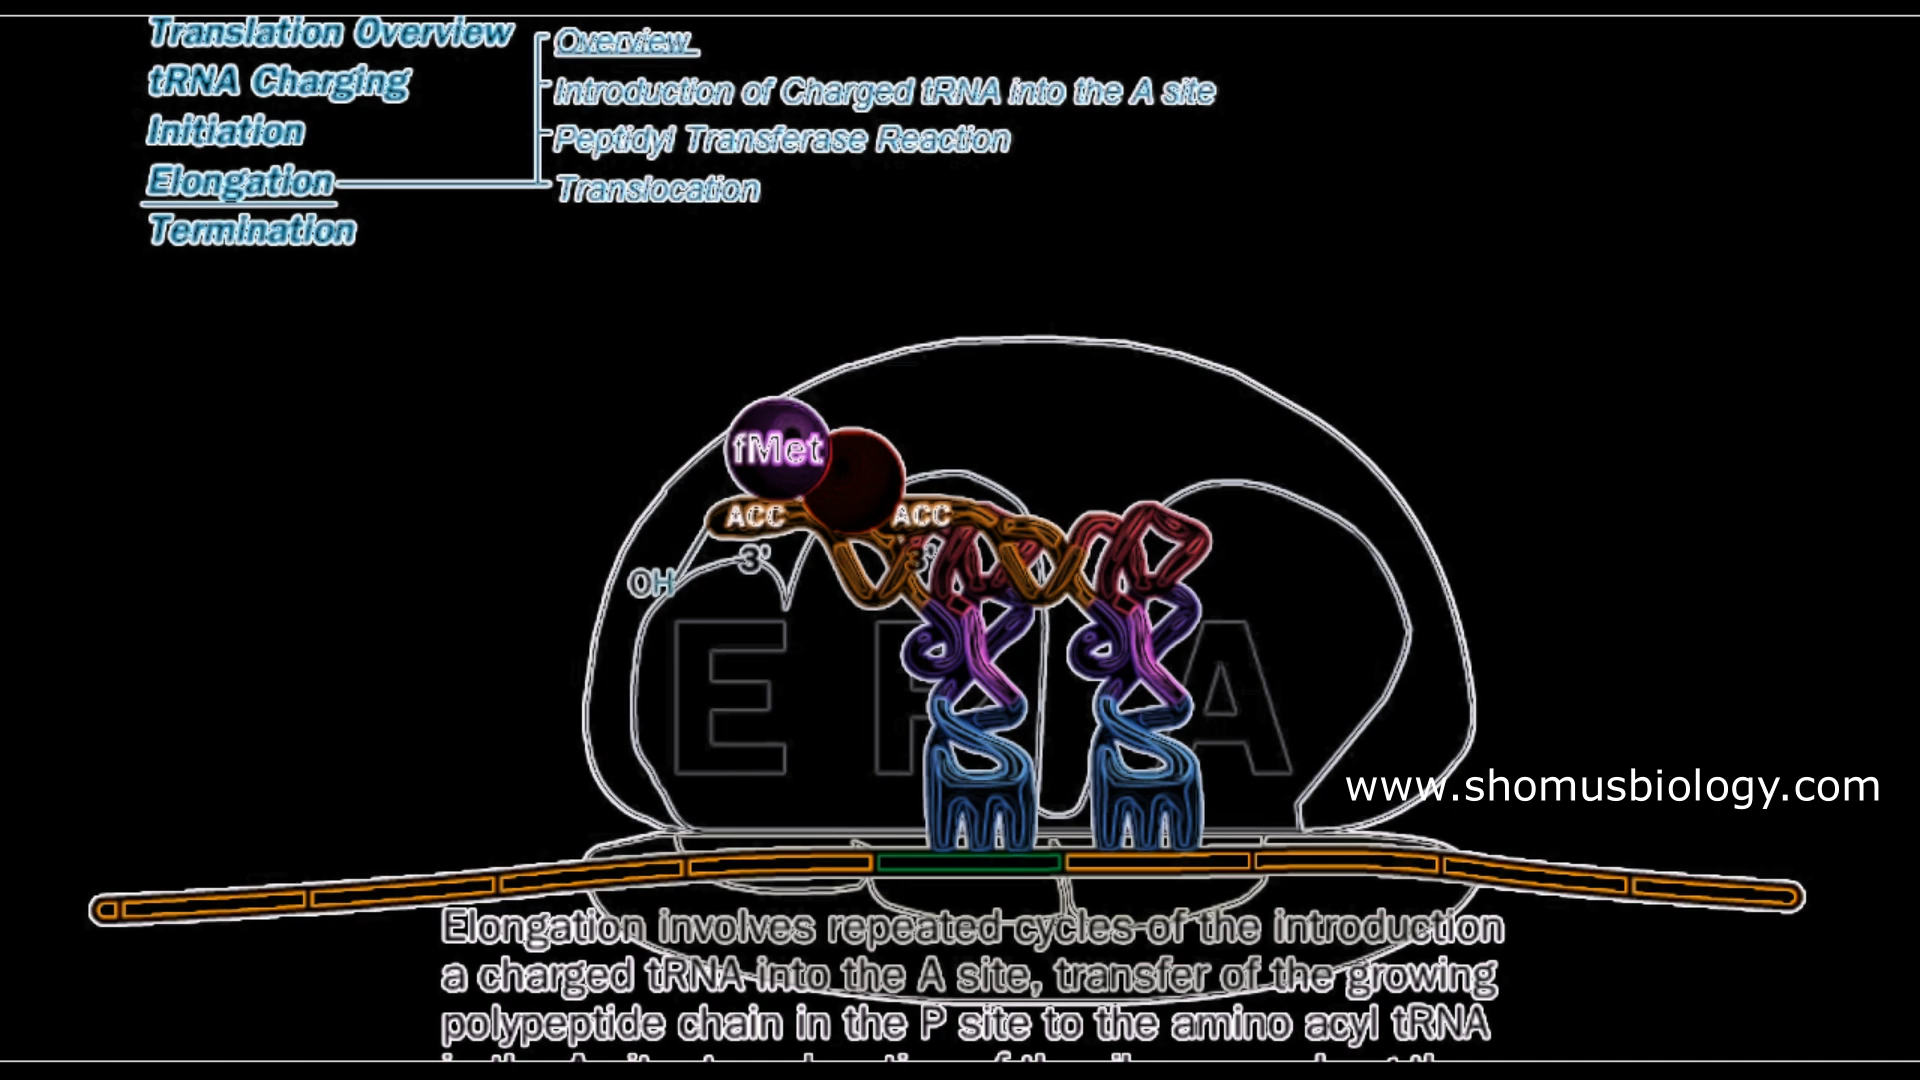 Translation Overview
tRNA Charging
Initiation
Elongation
Termination
Overview
Introduction of Charged tRNA into the A site
Peptidyl Transferase Reaction
Translocation
fMet
ACC
ACC
3'
3'
OH
E P A
www.shomusbiology.com
Elongation involves repeated cycles of the introduction
a charged tRNA into the A site, transfer of the growing
polypeptide chain in the P site to the amino acyl tRNA